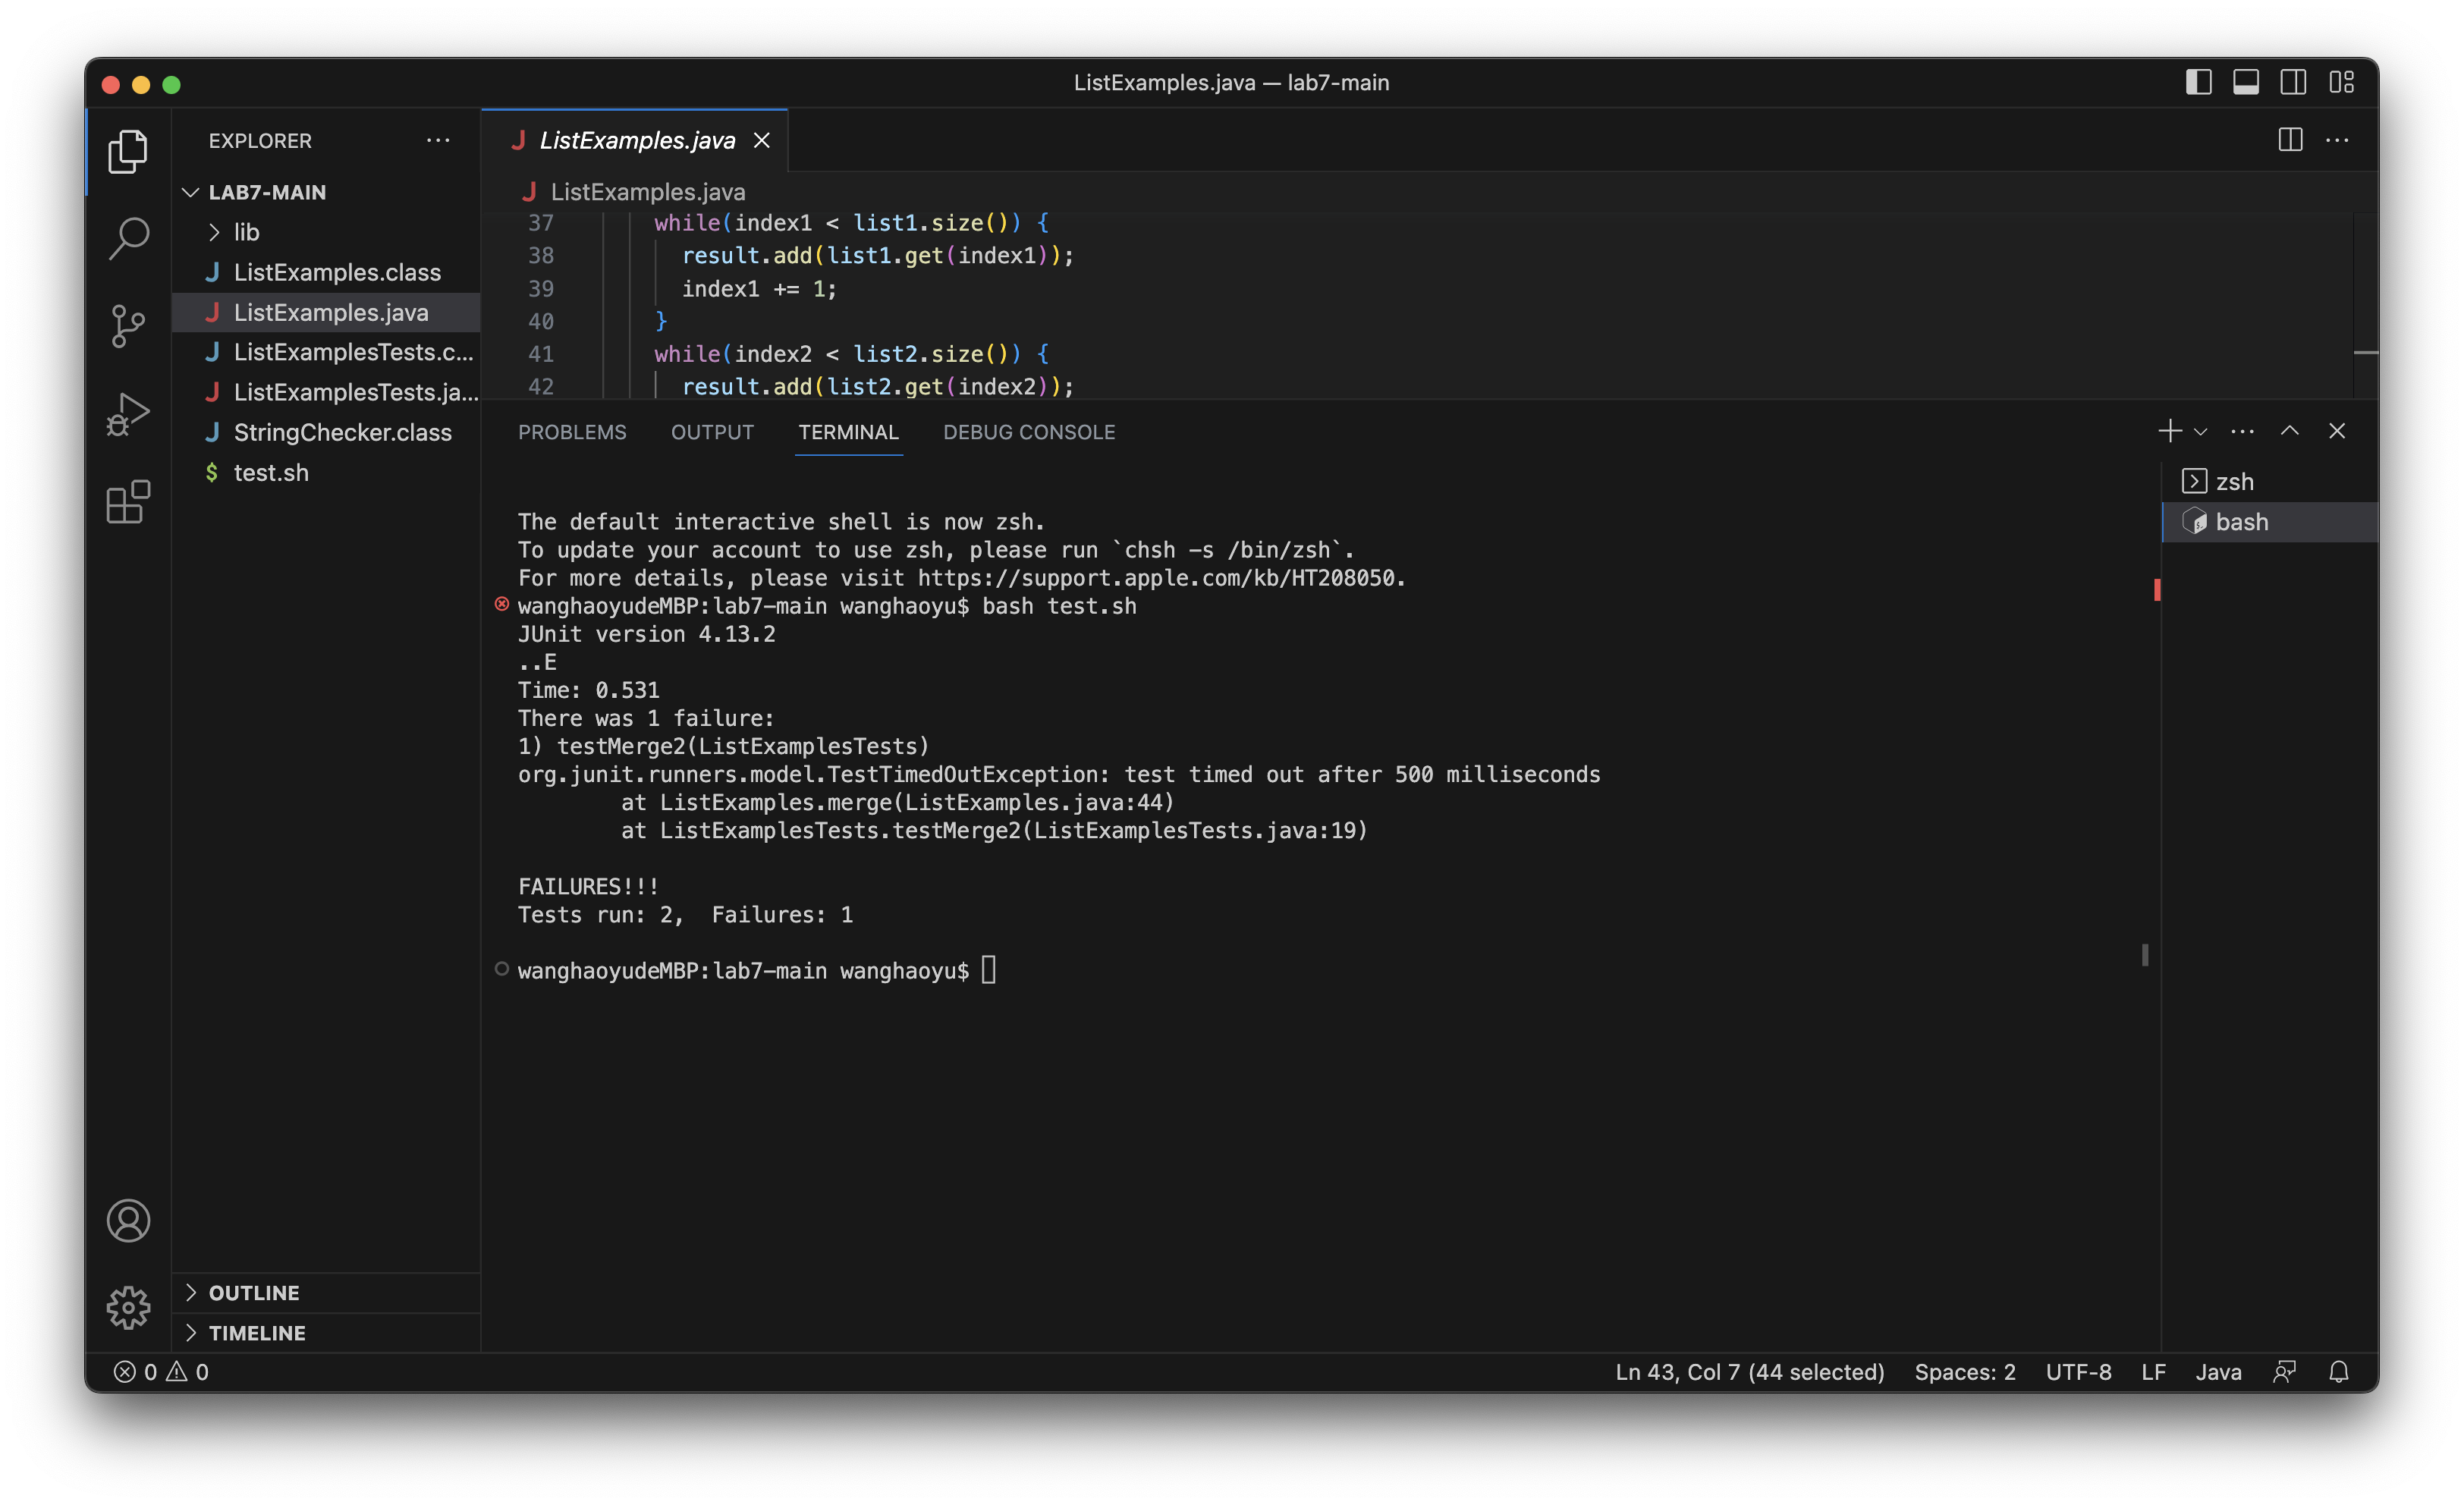 ListExamples.java — lab7-main
EXPLORER
LAB7-MAIN
lib
ListExamples.class
ListExamples.java
ListExamplesTests.c...
ListExamplesTests.ja...
StringChecker.class
test.sh
OUTLINE
TIMELINE
ListExamples.java
ListExamples.java
37 while(index1 < list1.size()) {
38 result.add(list1.get(index1));
39 index1 += 1;
40 }
41 while(index2 < list2.size()) {
42 result.add(list2.get(index2));
PROBLEMS OUTPUT TERMINAL DEBUG CONSOLE
The default interactive shell is now zsh.
To update your account to use zsh, please run `chsh -s /bin/zsh`.
For more details, please visit https://support.apple.com/kb/HT208050.
wanghaoyudeMBP:lab7-main wanghaoyu$ bash test.sh
JUnit version 4.13.2
..E
Time: 0.531
There was 1 failure:
1) testMerge2(ListExamplesTests)
org.junit.runners.model.TestTimedOutException: test timed out after 500 milliseconds
at ListExamples.merge(ListExamples.java:44)
at ListExamplesTests.testMerge2(ListExamplesTests.java:19)
FAILURES!!!
Tests run: 2,  Failures: 1
wanghaoyudeMBP:lab7-main wanghaoyu$
zsh
bash
0 0
Ln 43, Col 7 (44 selected) Spaces: 2 UTF-8 LF Java